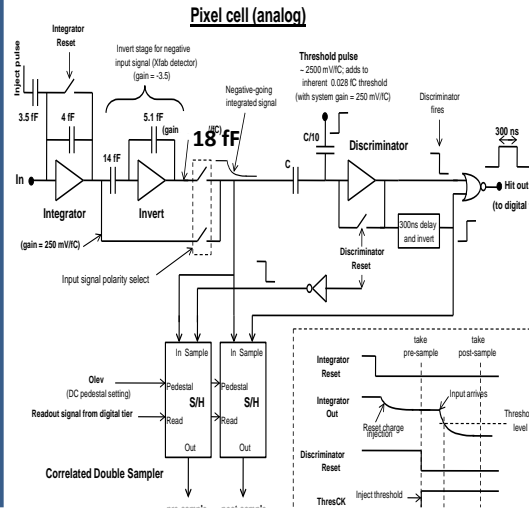 Pixel cell (analog)
Integrator
Reset
Inject pulse
3.5 fF
4 fF
Invert stage for negative
input signal (Xfab detector)
(gain = -3.5)
5.1 fF
(gain
/fC)
18 fF
14 fF
Negative-going
integrated signal
Threshold pulse
~ 2500 mV/fC; adds to
inherent 0.028 fC threshold
(with system gain = 250 mV/fC)
Discriminator
fires
300 ns
C/10
C
Discriminator
In
Integrator
Invert
(gain = 250 mV/fC)
Hit out
(to digital
300ns delay
and invert
Input signal polarity select
Discriminator
Reset
In Sample
In Sample
Olev
(DC pedestal setting)
Pedestal
Pedestal
S/H
S/H
Readout signal from digital tier
Read
Read
Out
Out
Correlated Double Sampler
take
pre-sample
take
post-sample
Integrator
Reset
Integrator
Out
Input arrives
Reset charge
injection
Thresho
level
Discriminator
Reset
ThresCK
Inject threshold